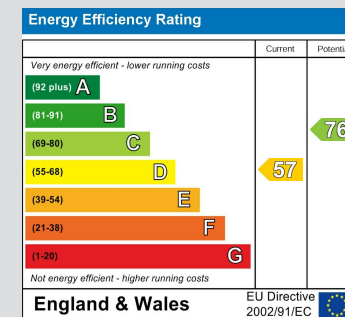 Energy Efficiency Rating
Current
Very energy efficient - lower running costs
(92 plus) A
(81-91) B
(69-80) C
76
(55-68) D
57
(39-54) E
(21-38) F
(1-20) G
Not energy efficient - higher running costs
England & Wales
EU Directive
2002/91/EC